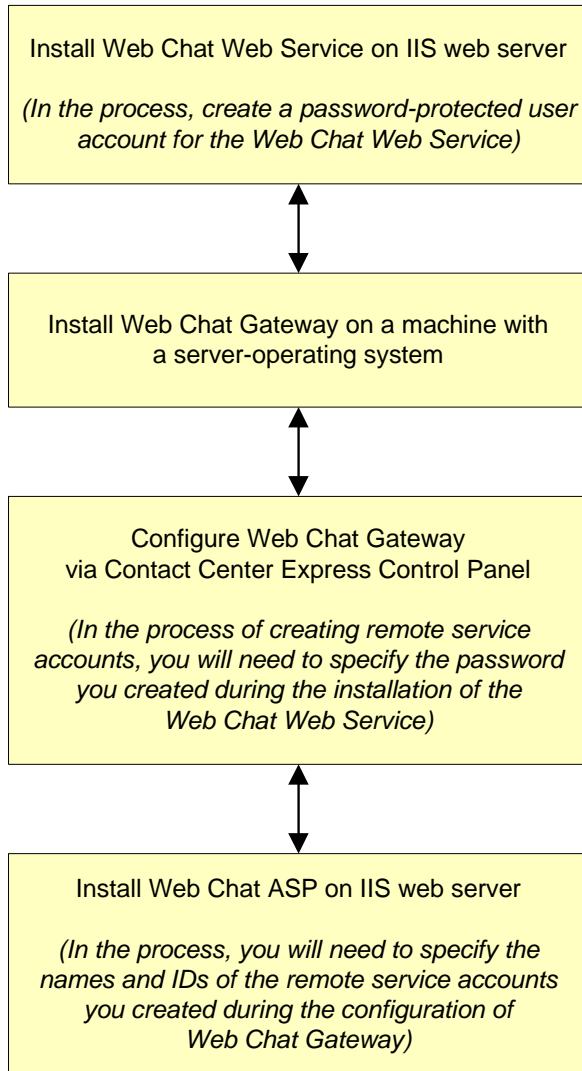 Install Web Chat Web Service on IIS web server
(In the process, create a password-protected user
account for the Web Chat Web Service)
Install Web Chat Gateway on a machine with
a server-operating system
Configure Web Chat Gateway
via Contact Center Express Control Panel
(In the process of creating remote service
accounts, you will need to specify the password
you created during the installation of the
Web Chat Web Service)
Install Web Chat ASP on IIS web server
(In the process, you will need to specify the
names and IDs of the remote service accounts
you created during the configuration of
Web Chat Gateway)